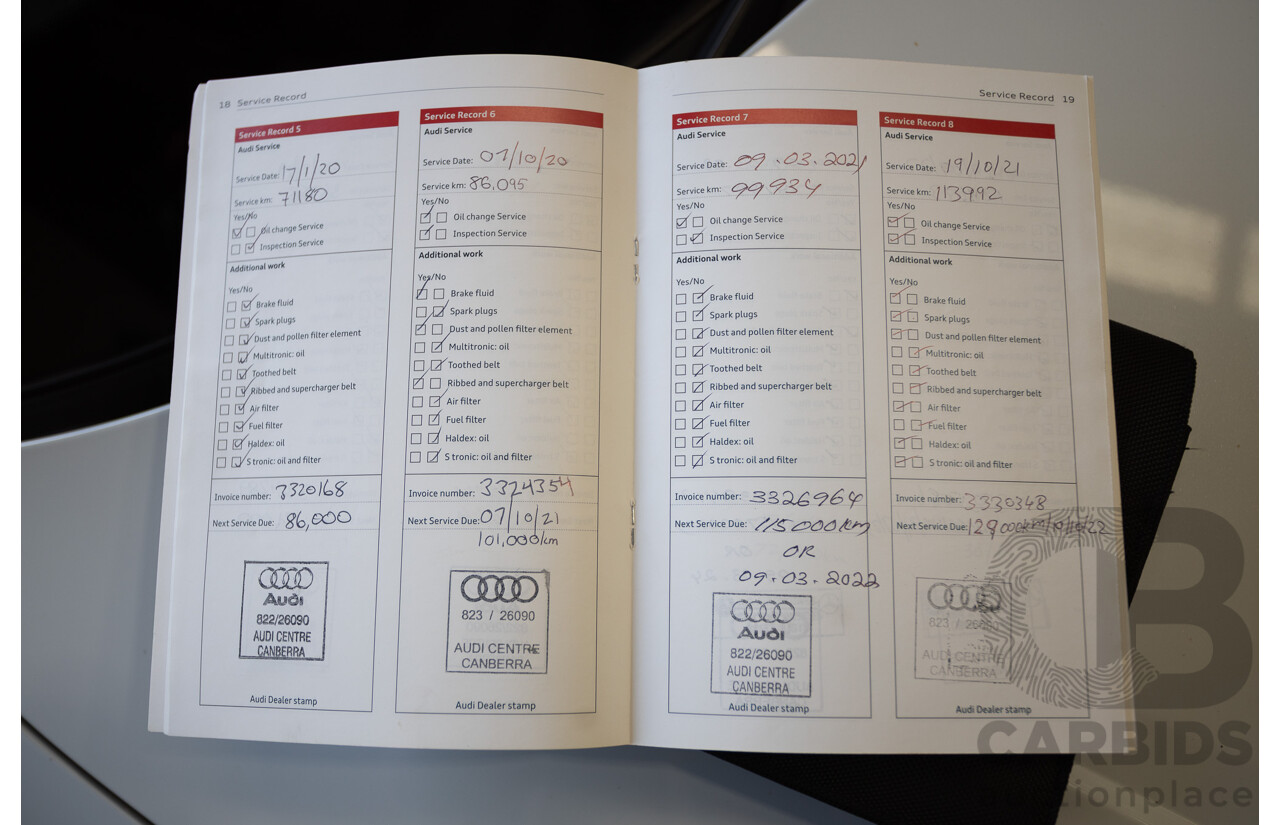 18 Service Record
Service Record 5
Audi Service
Service Date: 17/1/20
Service km: 71180
Yes/No
Oil change Service
Inspection Service
Additional work
Yes/No
Brake fluid
Spark plugs
Dust and pollen filter element
Multitronic: oil
Toothed belt
Ribbed and supercharger belt
Air filter
Fuel filter
Haldex: oil
S tronic: oil and filter
Invoice number: 3320168
Next Service Due: 86,000
Audi
822/26090
AUDI CENTRE
CANBERRA
Audi Dealer stamp
Service Record 6
Audi Service
Service Date: 07/10/20
Service km: 86,095
Yes/No
Oil change Service
Inspection Service
Additional work
Yes/No
Brake fluid
Spark plugs
Dust and pollen filter element
Multitronic: oil
Toothed belt
Ribbed and supercharger belt
Air filter
Fuel filter
Haldex: oil
S tronic: oil and filter
Invoice number: 3324354
Next Service Due: 07/10/21
101,000km
823 / 26090
AUDI CENTRE
CANBERRA
Audi Dealer stamp
Service Record 19
Service Record 7
Audi Service
Service Date: 09.03.2021
Service km: 99934
Yes/No
Oil change Service
Inspection Service
Additional work
Yes/No
Brake fluid
Spark plugs
Dust and pollen filter element
Multitronic: oil
Toothed belt
Ribbed and supercharger belt
Air filter
Fuel filter
Haldex: oil
S tronic: oil and filter
Invoice number: 3326964
Next Service Due: 115000km
OR
09.03.2022
Audi
822/26090
AUDI CENTRE
CANBERRA
Audi Dealer stamp
Service Record 8
Audi Service
Service Date: 19/10/21
Service km: 113992
Yes/No
Oil change Service
Inspection Service
Additional work
Yes/No
Brake fluid
Spark plugs
Dust and pollen filter element
Multitronic: oil
Toothed belt
Ribbed and supercharger belt
Air filter
Fuel filter
Haldex: oil
S tronic: oil and filter
Invoice number: 3330348
Next Service Due: 129000km/19/10/22
823 / 26090
AUDI CENTRE
CANBERRA
Audi Dealer stamp
CB
CARBIDS
auctionplace